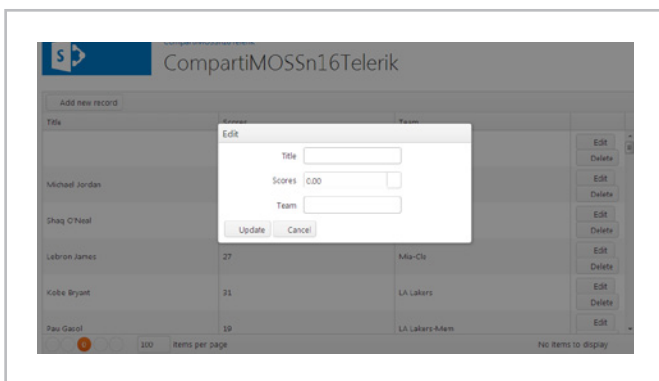 S
CompartiMOSSn16Telerik
Add new record
Title Scores Team
Edit
Title
Scores 0.00
Team
Update Cancel
Edit
Delete
Michael Jordan Edit
Delete
Shaq O'Neal Edit
Delete
Lebron James 27 Mia-Cle Edit
Delete
Kobe Bryant 31 LA Lakers Edit
Delete
Pau Gasol 19 LA Lakers-Mem Edit
100 items per page No items to display